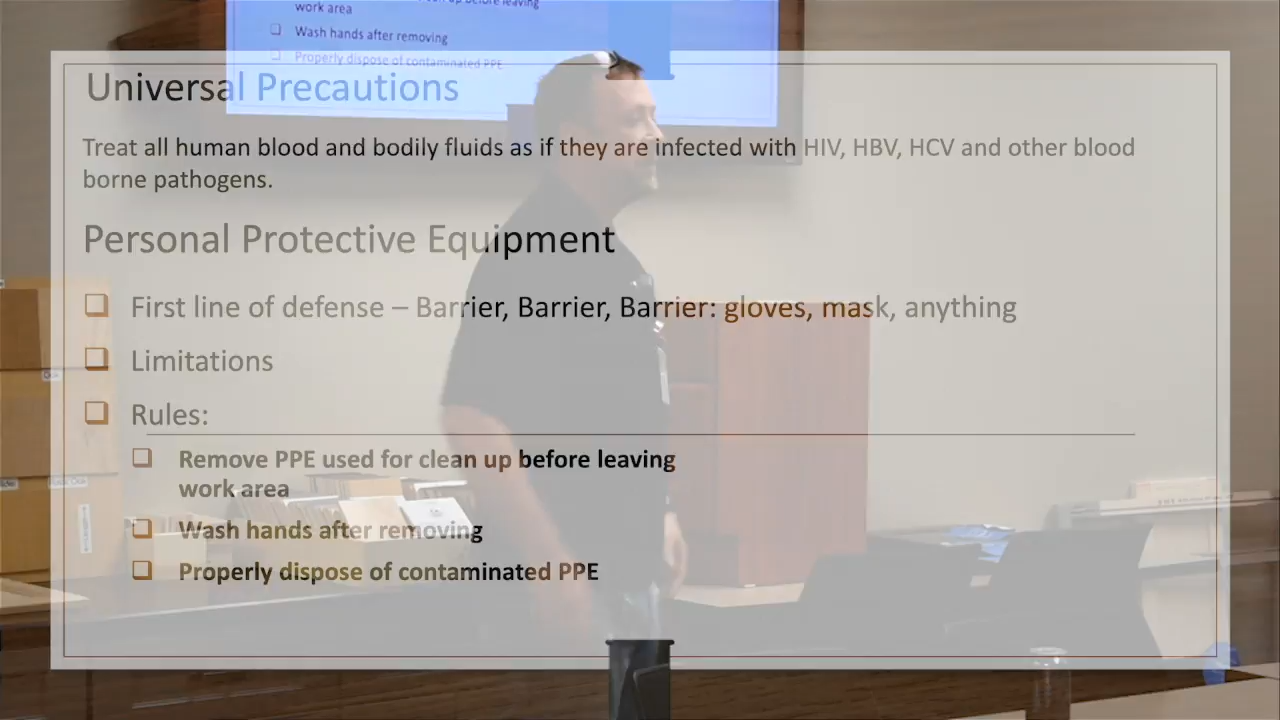 up before leaving
work area
❑ Wash hands after removing
❑ Properly dispose of contaminated PPE
Universal Precautions
Treat all human blood and bodily fluids as if they are infected with HIV, HBV, HCV and other blood
borne pathogens.
Personal Protective Equipment
❑ First line of defense – Barrier, Barrier, Barrier: gloves, mask, anything
❑ Limitations
❑ Rules:
❑ Remove PPE used for clean up before leaving
work area
❑ Wash hands after removing
❑ Properly dispose of contaminated PPE